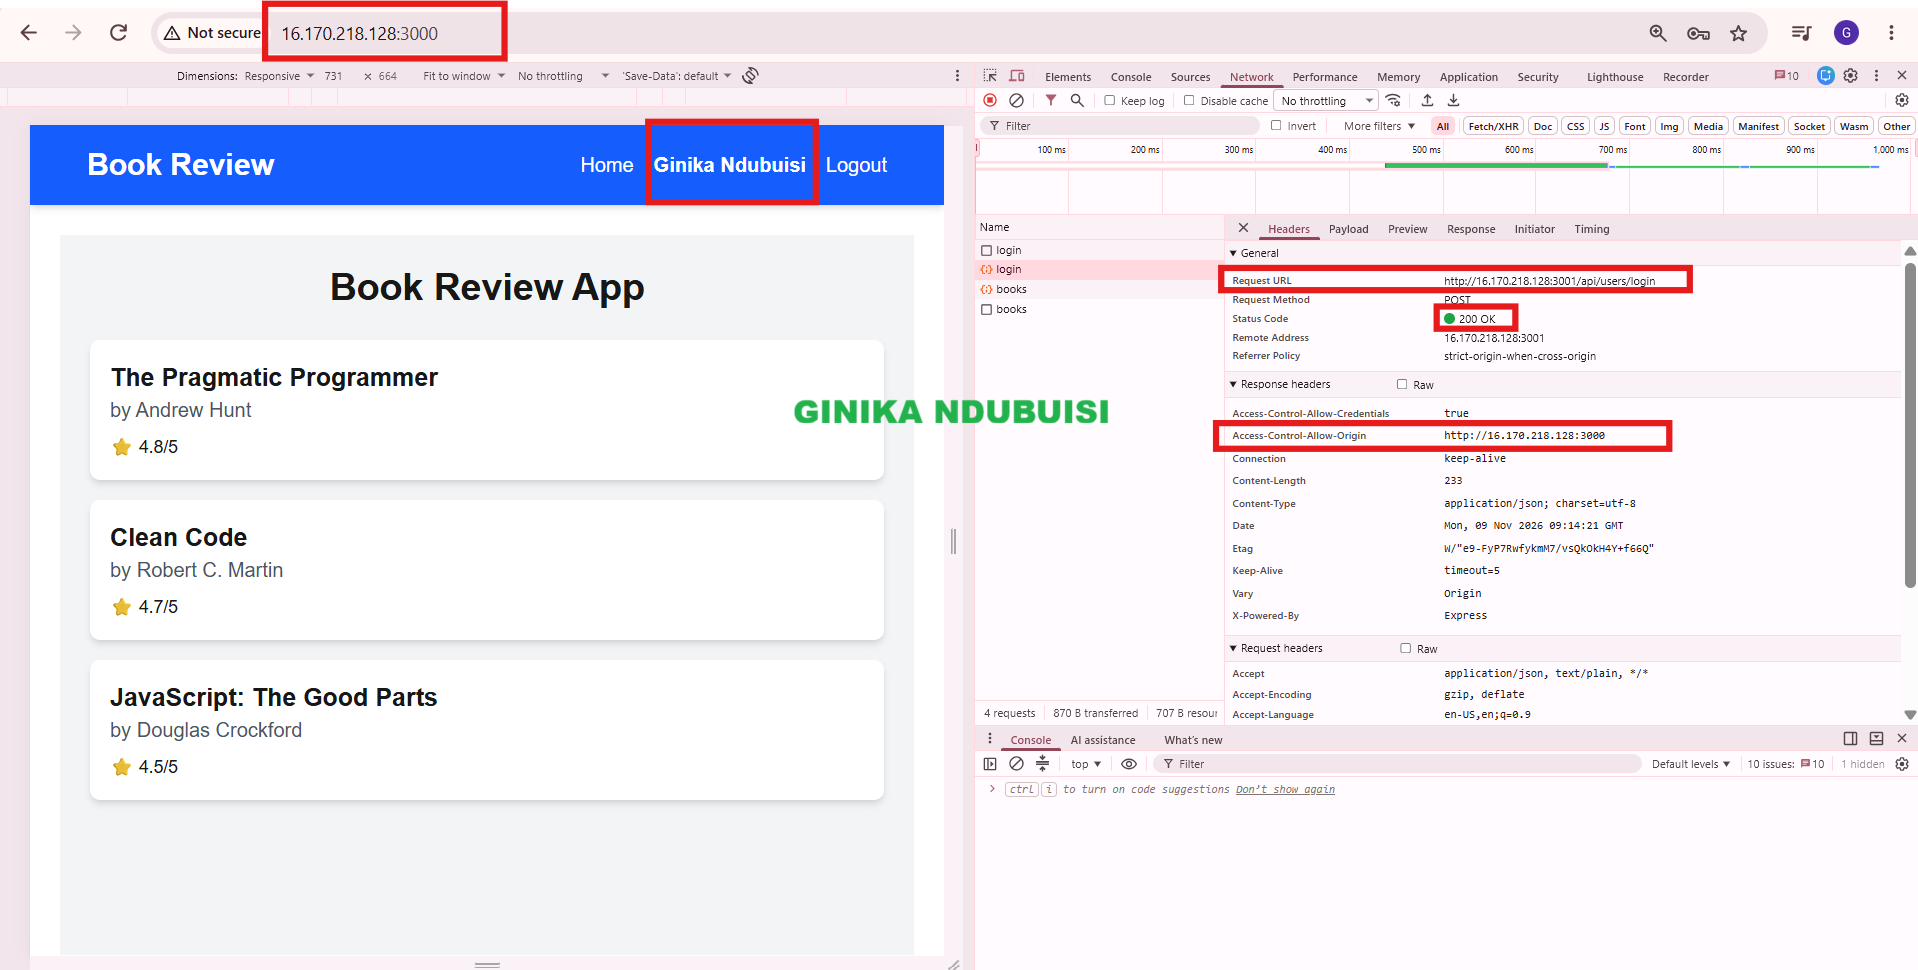 Not secure 16.170.218.128:3000 G
Dimensions: Responsive 731 × 664 Fit to window No throttling 'Save-Data': default
Book Review Home Ginika Ndubuisi Logout
Book Review App
The Pragmatic Programmer
by Andrew Hunt
4.8/5
Clean Code
by Robert C. Martin
4.7/5
JavaScript: The Good Parts
by Douglas Crockford
4.5/5
GINIKA NDUBUISI
Elements Console Sources Network Performance Memory Application Security Lighthouse Recorder 10
Keep log Disable cache No throttling
Filter Invert More filters All Fetch/XHR Doc CSS JS Font Img Media Manifest Socket Wasm Other
100 ms 200 ms 300 ms 400 ms 500 ms 600 ms 700 ms 800 ms 900 ms 1,000 ms
Name
login
login
books
books
4 requests 870 B transferred 707 B resour
Headers Payload Preview Response Initiator Timing
General
Request URL http://16.170.218.128:3001/api/users/login
Request Method POST
Status Code 200 OK
Remote Address 16.170.218.128:3001
Referrer Policy strict-origin-when-cross-origin
Response headers Raw
Access-Control-Allow-Credentials true
Access-Control-Allow-Origin http://16.170.218.128:3000
Connection keep-alive
Content-Length 233
Content-Type application/json; charset=utf-8
Date Mon, 09 Nov 2026 09:14:21 GMT
Etag W/"e9-FyP7RwfykmM7/vsQkOkH4Y+f66Q"
Keep-Alive timeout=5
Vary Origin
X-Powered-By Express
Request headers Raw
Accept application/json, text/plain, */*
Accept-Encoding gzip, deflate
Accept-Language en-US,en;q=0.9
Console AI assistance What's new
top Filter Default levels 10 issues: 10 1 hidden
ctrl i to turn on code suggestions Don't show again